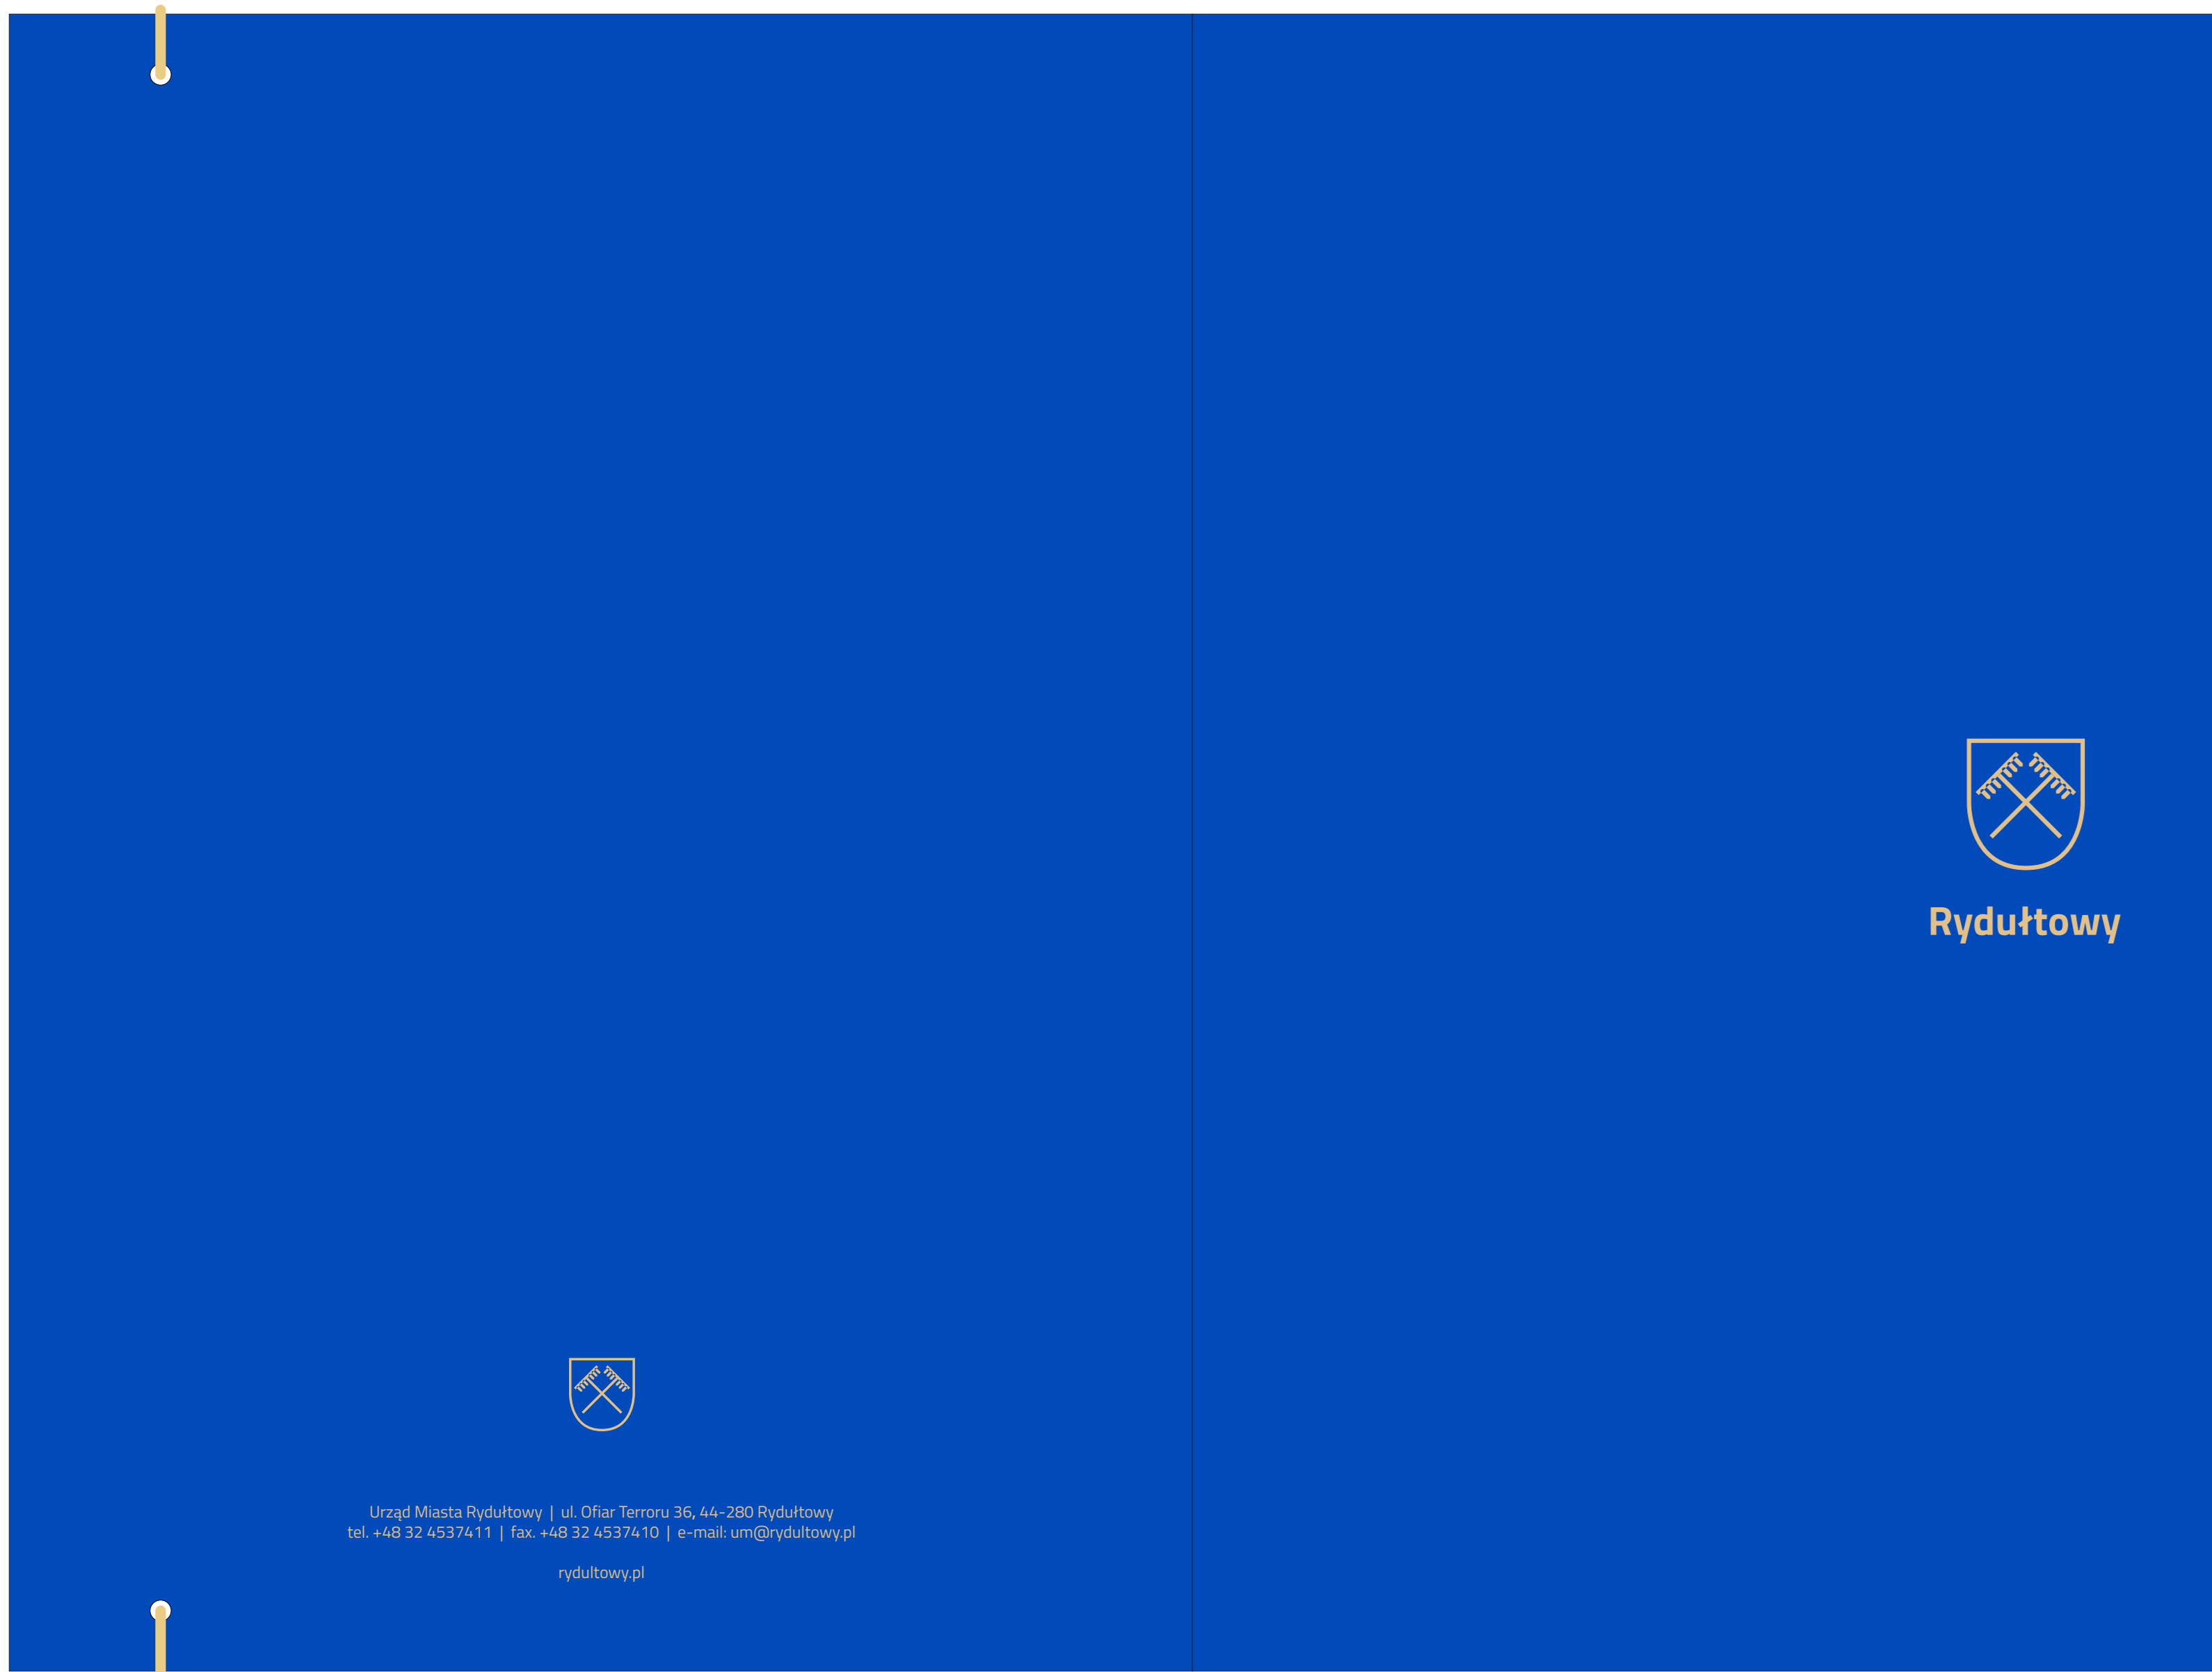 Rydułtowy
Urząd Miasta Rydułtowy | ul. Ofiar Terroru 36, 44-280 Rydułtowy
tel. +48 32 4537411 | fax. +48 32 4537410 | e-mail: um@rydultowy.pl
rydultowy.pl